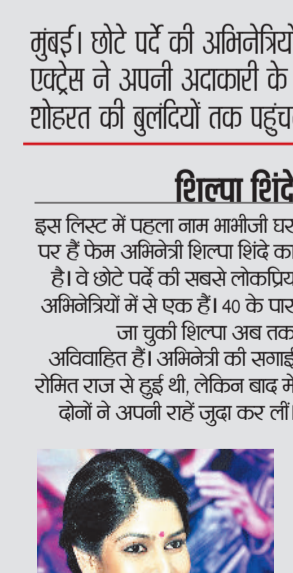 मुंबई। छोटे पर्दे की अभिनेत्रियों
एक्ट्रेस ने अपनी अदाकारी के
शोहरत की बुलंदियों तक
शिल्पा शिंदे
इस लिस्ट में पहला नाम भाभीजी घर
पर हैं फेम अभिनेत्री शिल्पा शिंदे का
है। वे छोटे पर्दे की सबसे लोकप्रिय
अभिनेत्रियों में से एक हैं। 40 के पार
जा चुकी शिल्पा अब तक
अविवाहित हैं। अभिनेत्री की सगाई
रोमित राज से हुई थी, लेकिन बाद में
दोनों ने अपनी राहें जुदा कर लीं।